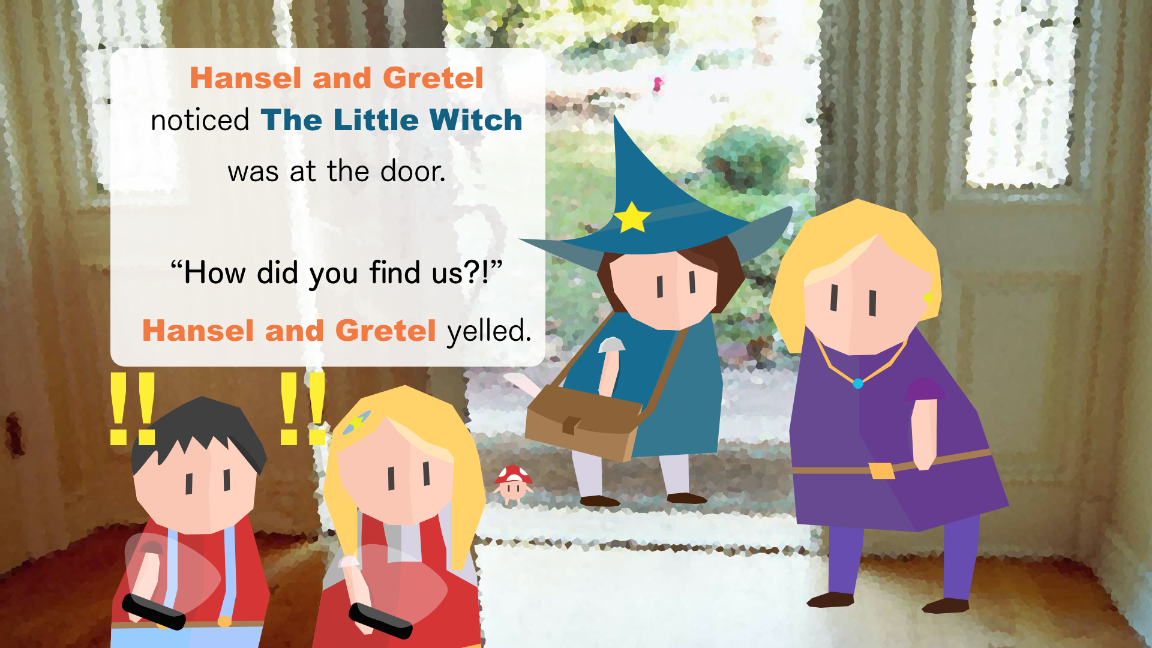 Hansel and Gretel
noticed The Little Witch
was at the door.
“How did you find us?!”
Hansel and Gretel yelled.
!! !!